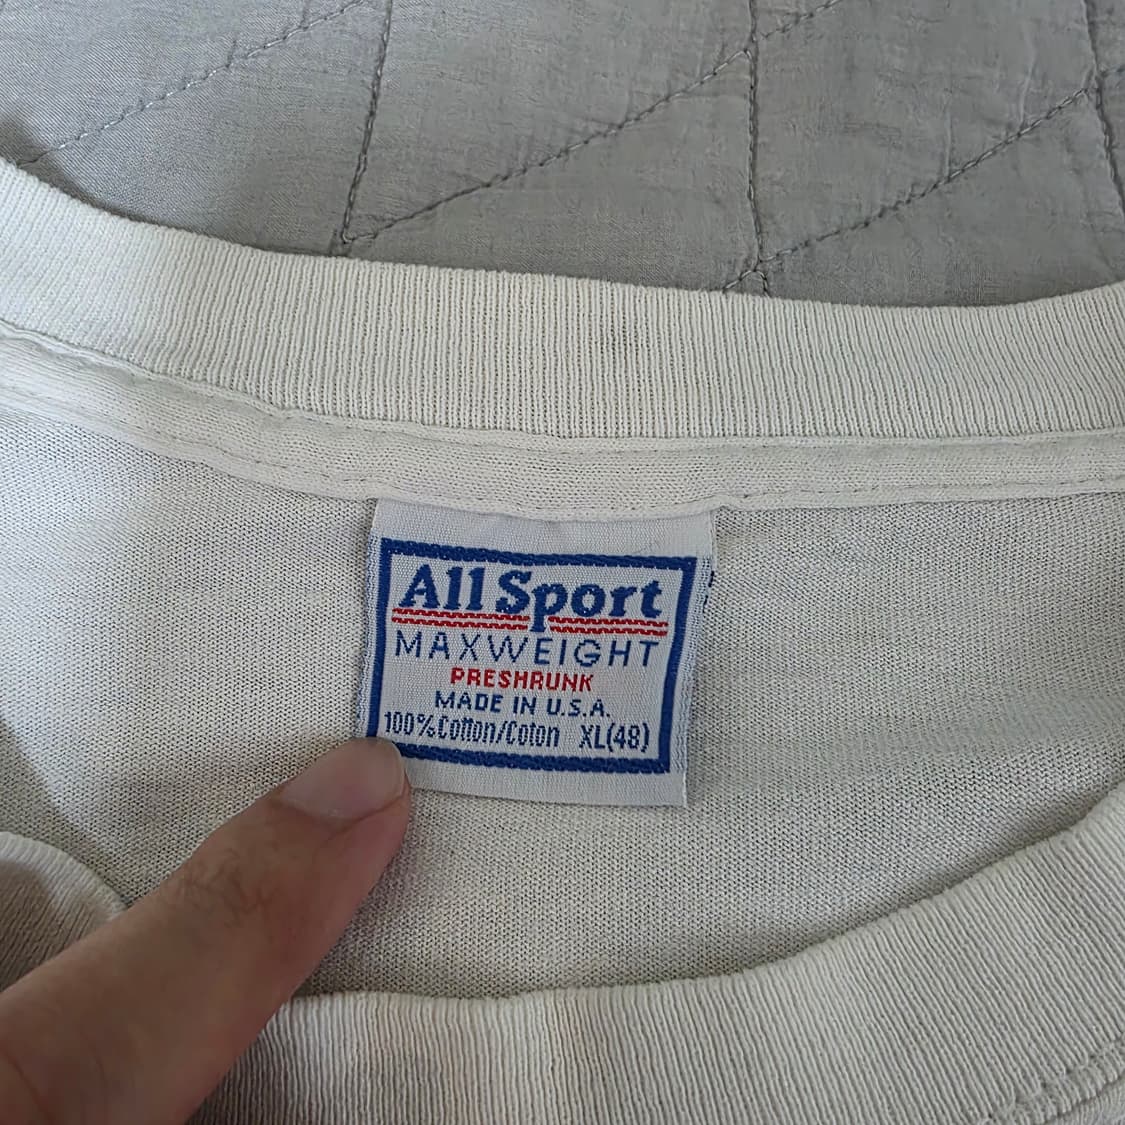 All Sport
MAXWEIGHT
PRESHRUNK
MADE IN U.S.A.
100% Cotton/Coton XL(48)